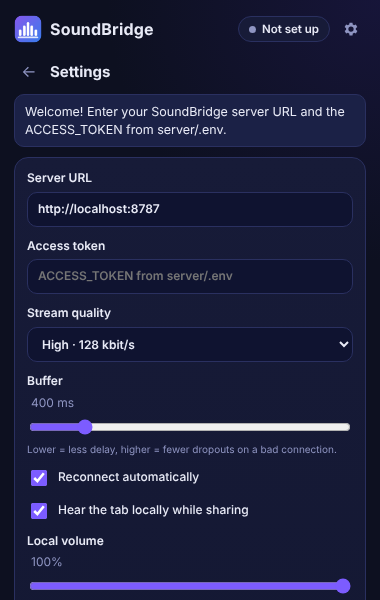 SoundBridge
Not set up
Settings
Welcome! Enter your SoundBridge server URL and the
ACCESS_TOKEN from server/.env.
Server URL
http://localhost:8787
Access token
ACCESS_TOKEN from server/.env
Stream quality
High · 128 kbit/s
Buffer
400 ms
Lower = less delay, higher = fewer dropouts on a bad connection.
Reconnect automatically
Hear the tab locally while sharing
Local volume
100%